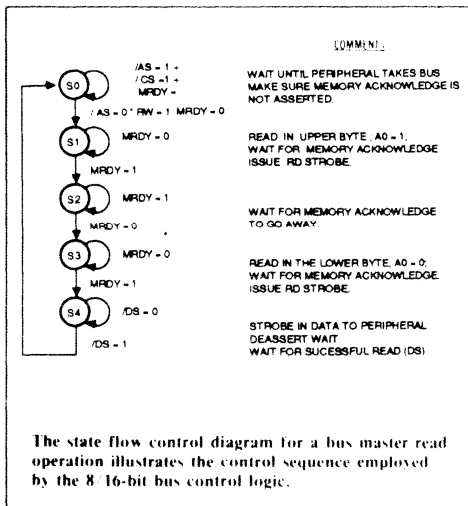 COMMENTS
/AS = 1 +
/CS = 1 +
MRDY =
S0
WAIT UNTIL PERIPHERAL TAKES BUS
MAKE SURE MEMORY ACKNOWLEDGE IS
NOT ASSERTED.
/AS = 0 * RW = 1 MRDY = 0
S1
MRDY = 0
READ IN UPPER BYTE; A0 = 1;
WAIT FOR MEMORY ACKNOWLEDGE
ISSUE RD STROBE.
MRDY = 1
S2
MRDY = 1
WAIT FOR MEMORY ACKNOWLEDGE
TO GO AWAY.
MRDY = 0
S3
MRDY = 0
READ IN THE LOWER BYTE; A0 = 0;
WAIT FOR MEMORY ACKNOWLEDGE.
ISSUE RD STROBE.
MRDY = 1
S4
/DS = 0
STROBE IN DATA TO PERIPHERAL
DEASSERT WAIT
WAIT FOR SUCESSFUL READ (DS)
/DS = 1
The state flow control diagram for a bus master read
operation illustrates the control sequence employed
by the 8/16-bit bus control logic.